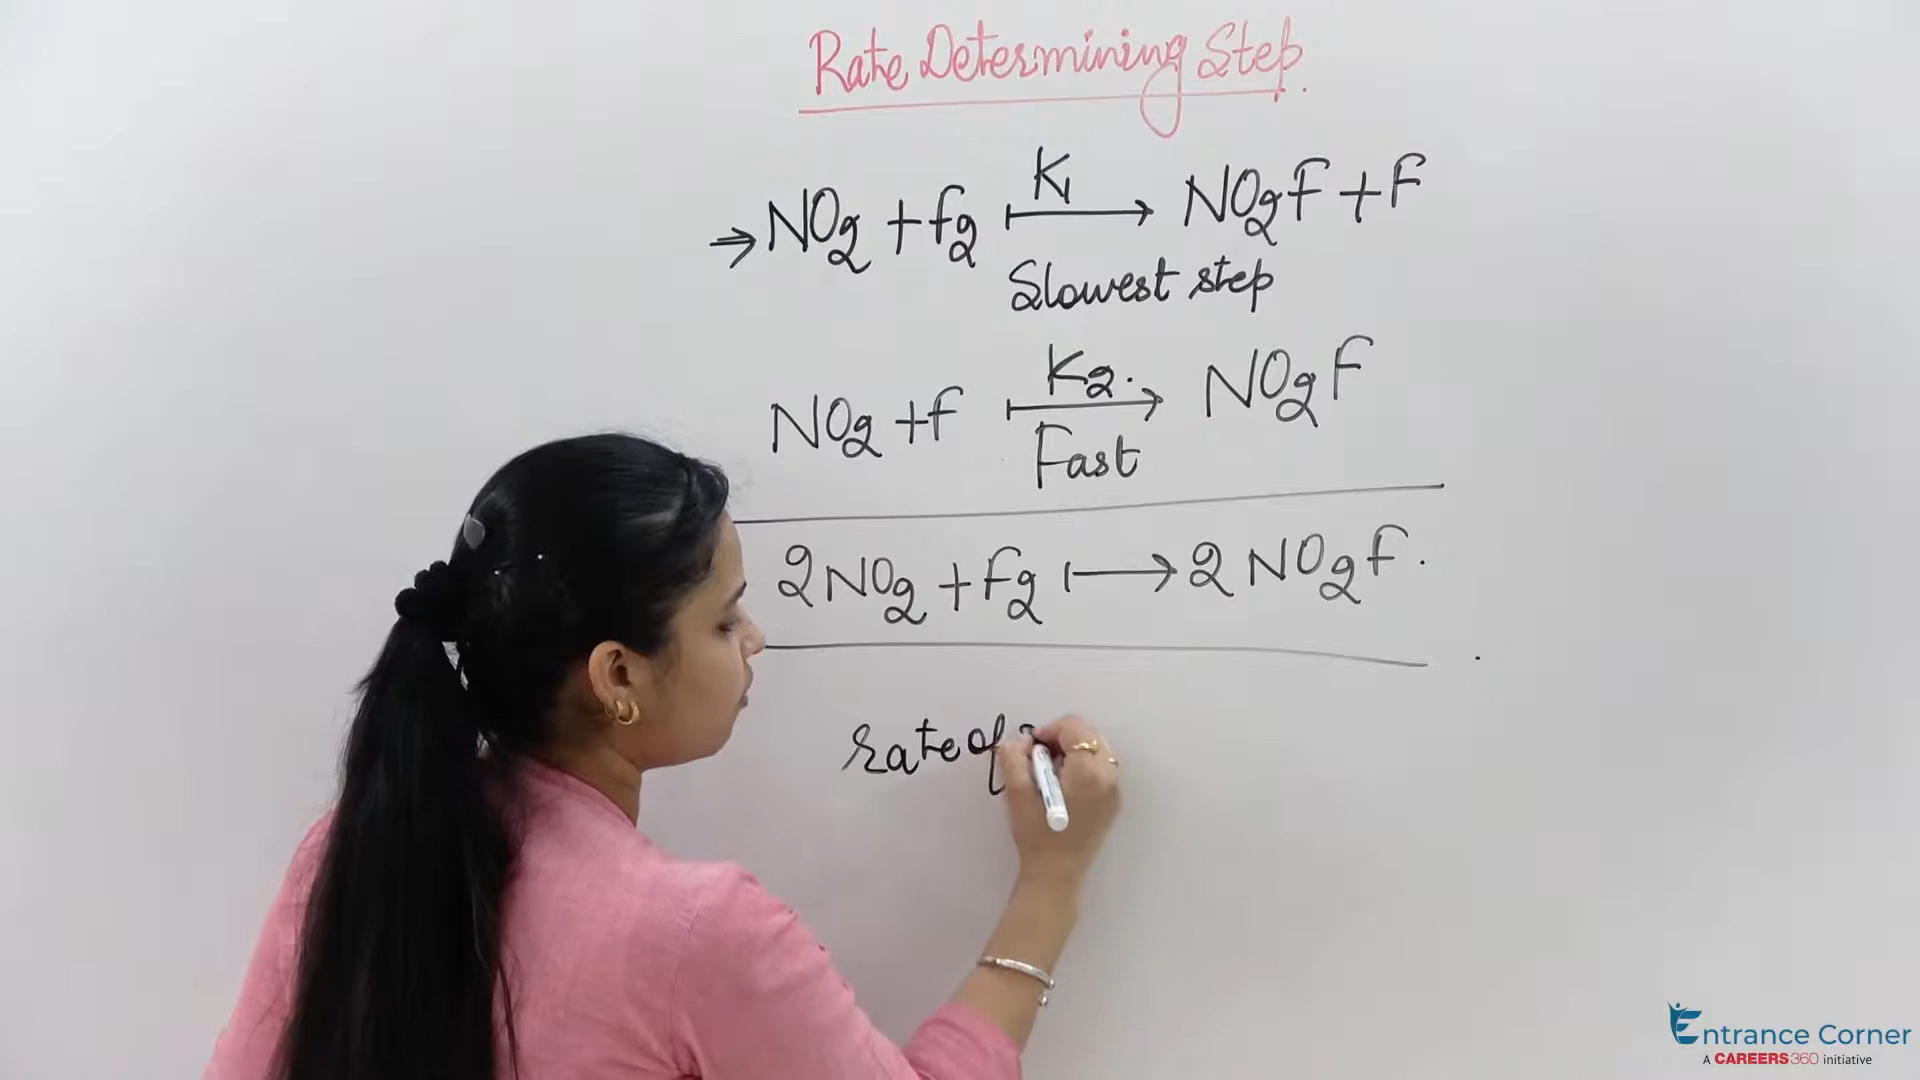 Rate Determining Step.
⇒ NO₂ + F₂ K₁ ⟼ NO₂F + F
Slowest step
NO₂ + F K₂. ⟼ NO₂F
Fast
2NO₂ + F₂ ⟼ 2NO₂F.
rate of
Entrance Corner
A CAREERS360 initiative